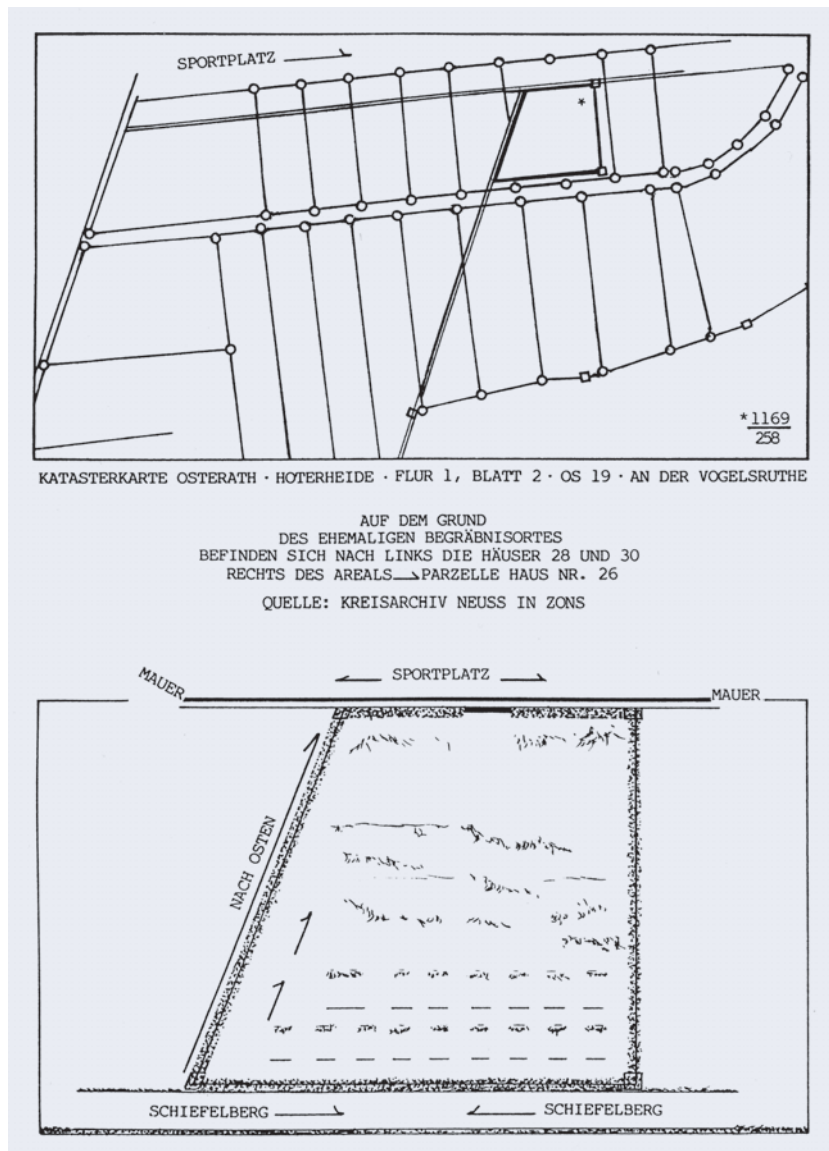 SPORTPLATZ
*
*1169
258
KATASTERKARTE OSTERATH · HOTERHEIDE · FLUR 1, BLATT 2 · OS 19 · AN DER VOGELSRUTHE
AUF DEM GRUND
DES EHEMALIGEN BEGRÄBNISORTES
BEFINDEN SICH NACH LINKS DIE HÄUSER 28 UND 30
RECHTS DES AREALS PARZELLE HAUS NR. 26
QUELLE: KREISARCHIV NEUSS IN ZONS
SPORTPLATZ
MAUER
MAUER
NACH OSTEN
SCHIEFELBERG
SCHIEFELBERG